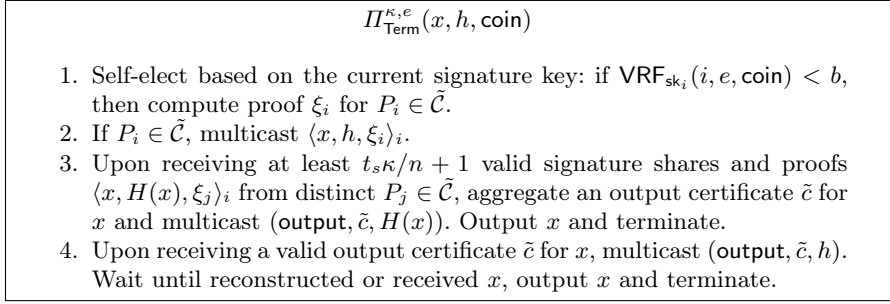 Π^{κ,e}_{Term}(x, h, coin)
1. Self-elect based on the current signature key: if VRF_{sk_i}(i, e, coin) < b,
then compute proof ξ_i for P_i ∈ C̃.
2. If P_i ∈ C̃, multicast ⟨x, h, ξ_i⟩_i.
3. Upon receiving at least t_sκ/n + 1 valid signature shares and proofs
⟨x, H(x), ξ_j⟩_i from distinct P_j ∈ C̃, aggregate an output certificate c̃ for
x and multicast (output, c̃, H(x)). Output x and terminate.
4. Upon receiving a valid output certificate c̃ for x, multicast (output, c̃, h).
Wait until reconstructed or received x, output x and terminate.